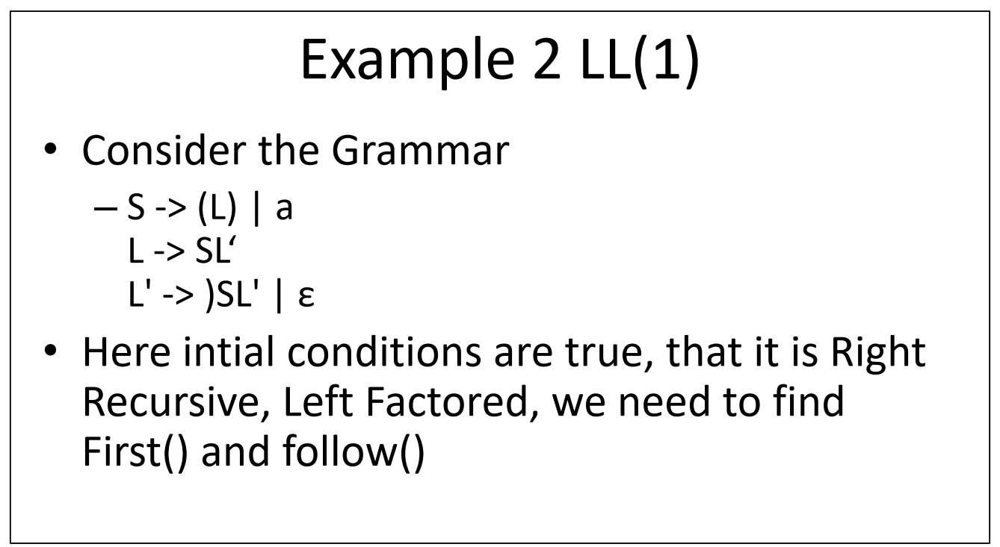 Example 2 LL(1)
• Consider the Grammar
– S -> (L) | a
L -> SL‘
L' -> )SL' | ε
• Here intial conditions are true, that it is Right
Recursive, Left Factored, we need to find
First() and follow()